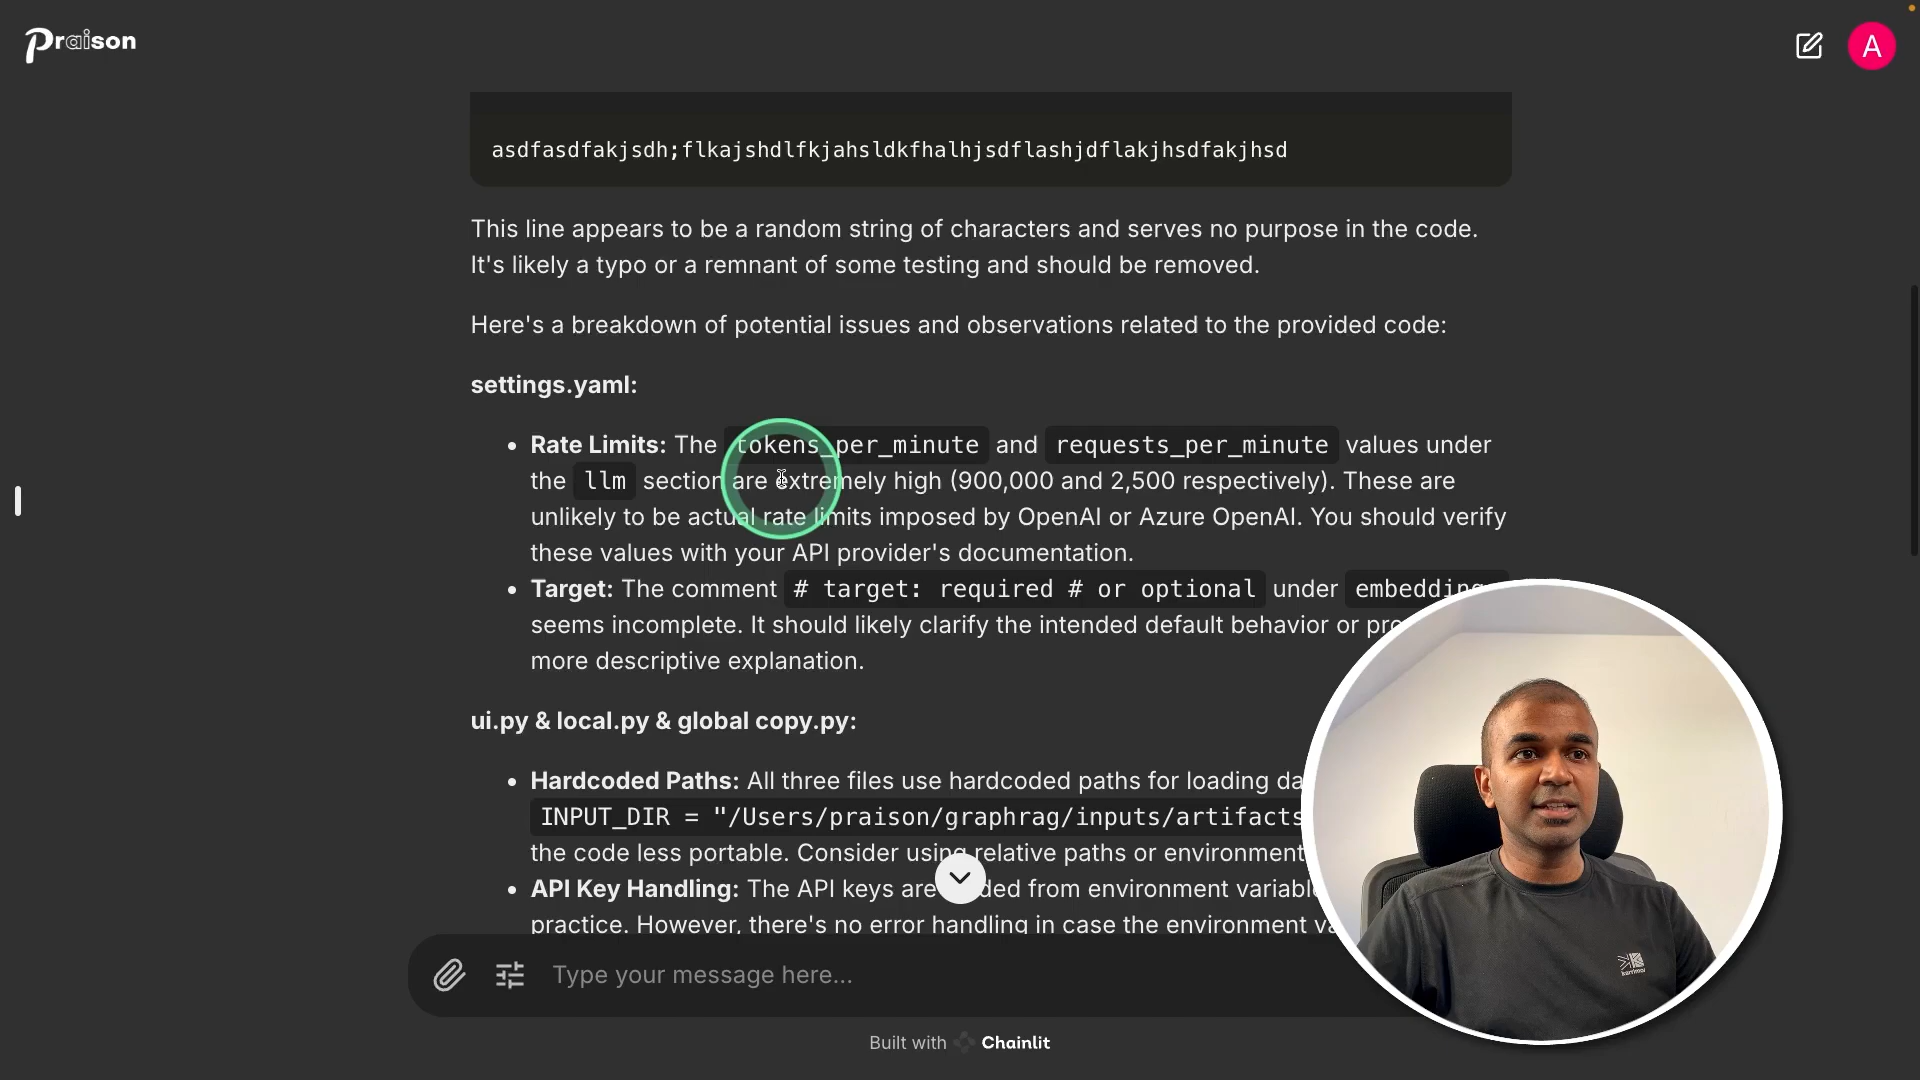 Praison
A
asdfasdfakjsdh;flkajshdlfkjahsldkfhalhjsdflashjdflakjhsdfakjhsd
This line appears to be a random string of characters and serves no purpose in the code.
It's likely a typo or a remnant of some testing and should be removed.
Here's a breakdown of potential issues and observations related to the provided code:
settings.yaml:
• Rate Limits: The tokens_per_minute and requests_per_minute values under
the llm section are extremely high (900,000 and 2,500 respectively). These are
unlikely to be actual rate limits imposed by OpenAI or Azure OpenAI. You should verify
these values with your API provider's documentation.
• Target: The comment # target: required # or optional under
seems incomplete. It should likely clarify the intended default behavior or
more descriptive explanation.
ui.py & local.py & global copy.py:
• Hardcoded Paths: All three files use hardcoded paths for loading
INPUT_DIR = "/Users/praison/graphrag/inputs/artifacts
the code less portable. Consider using relative paths or environment
• API Key Handling: The API keys are from environment
practice. However, there's no error handling in case the environment
Type your message here...
Built with Chainlit